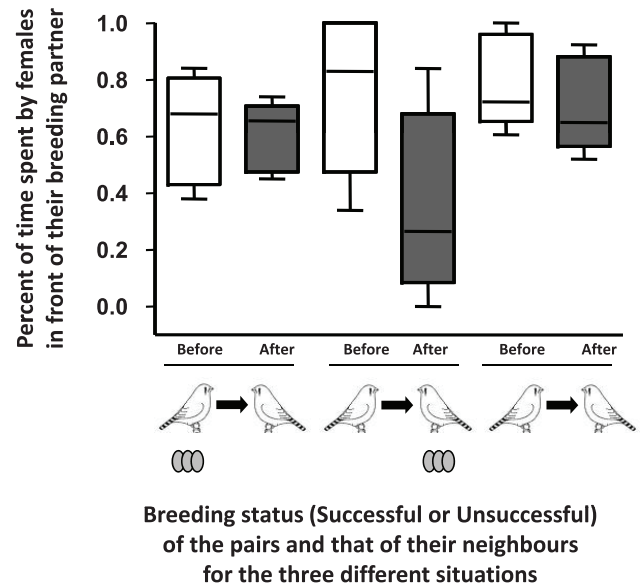 Percent of time spent by females
in front of their breeding partner
1.0
0.8
0.6
0.4
0.2
0.0
Before After Before After Before After
Breeding status (Successful or Unsuccessful)
of the pairs and that of their neighbours
for the three different situations